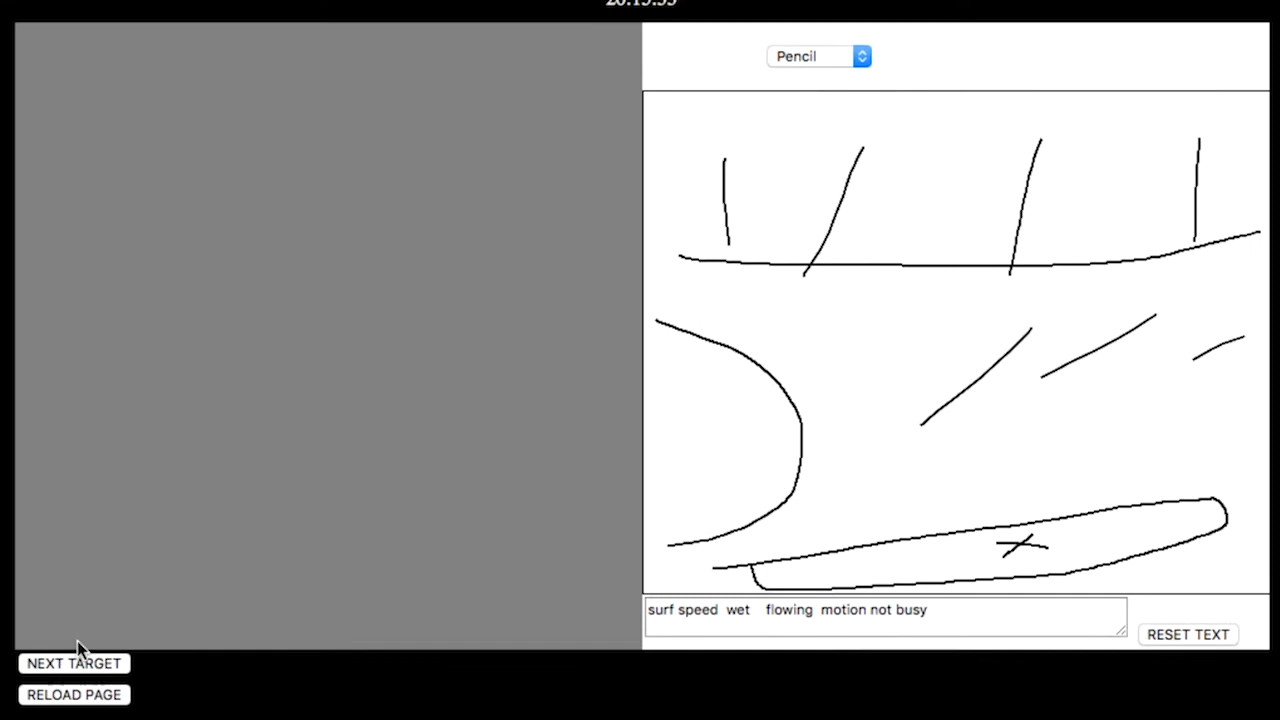 Pencil
surf speed  wet    flowing  motion not busy
RESET TEXT
NEXT TARGET
RELOAD PAGE